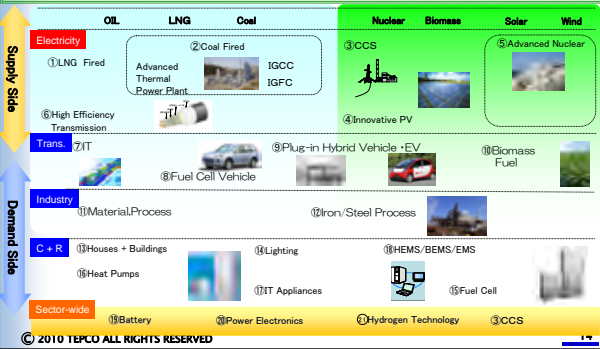 OIL LNG Coal Nuclear Biomass Solar Wind
Supply Side
Electricity
②Coal Fired
③CCS
⑤Advanced Nuclear
①LNG Fired
Advanced
Thermal
Power.Plant
IGCC
IGFC
⑥High Efficiency
Transmission
④Innovative PV
Trans.
⑦IT
⑨Plug-in Hybrid Vehicle・EV
⑩Biomass
Fuel
⑧Fuel Cell Vehicle
Demand Side
Industry
⑪Material.Process
⑫Iron/Steel Process
C + R
⑬Houses + Buildings
⑭Lighting
⑱HEMS/BEMS/EMS
⑯Heat Pumps
⑰IT Appliances
⑮Fuel Cell
Sector-wide
⑲Battery
⑳Power Electronics
㉑Hydrogen Technology
③CCS
© 2010 TEPCO ALL RIGHTS RESERVED
14